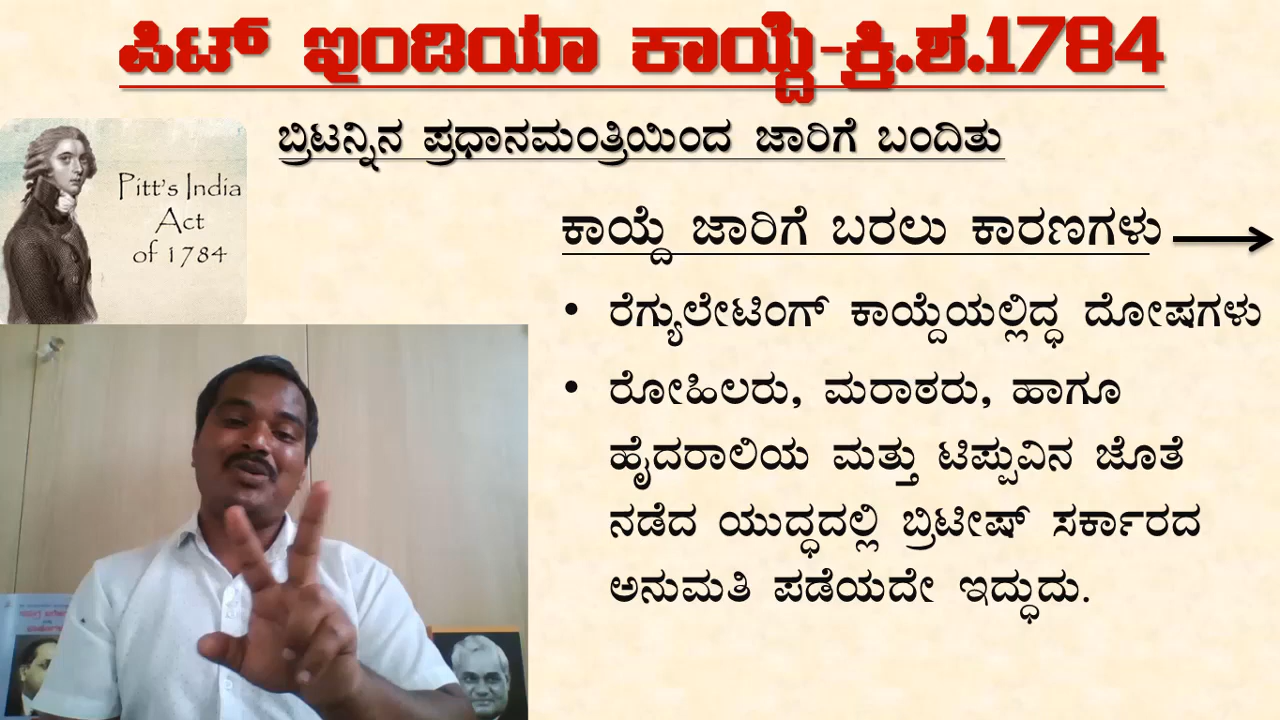 ಪಿಟ್ ಇಂಡಿಯಾ ಕಾಯ್ದೆ-ಕ್ರಿ.ಶ.1784
ಬ್ರಿಟನ್ನಿನ ಪ್ರಧಾನಮಂತ್ರಿಯಿಂದ ಜಾರಿಗೆ ಬಂದಿತು
Pitt's India
Act
of 1784
ಕಾಯ್ದೆ ಜಾರಿಗೆ ಬರಲು ಕಾರಣಗಳು
• ರೆಗ್ಯುಲೇಟಿಂಗ್ ಕಾಯ್ದೆಯಲ್ಲಿದ್ಧ ದೋಷಗಳು
• ರೋಹಿಲರು, ಮರಾಠರು, ಹಾಗೂ
ಹೈದರಾಲಿಯ ಮತ್ತು ಟಿಪ್ಪುವಿನ ಜೊತೆ
ನಡೆದ ಯುದ್ಧದಲ್ಲಿ ಬ್ರಿಟೀಷ್ ಸರ್ಕಾರದ
ಅನುಮತಿ ಪಡೆಯದೇ ಇದ್ಧುದು.